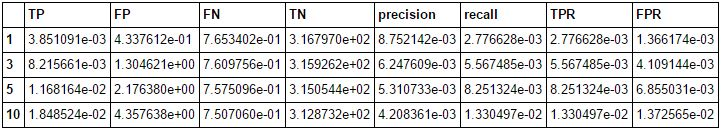 TP FP FN TN precision recall TPR FPR
1 3.851091e-03 4.337612e-01 7.653402e-01 3.167970e+02 8.752142e-03 2.776628e-03 2.776628e-03 1.366174e-03
3 8.215661e-03 1.304621e+00 7.609756e-01 3.159262e+02 6.247609e-03 5.567485e-03 5.567485e-03 4.109144e-03
5 1.168164e-02 2.176380e+00 7.575096e-01 3.150544e+02 5.310733e-03 8.251324e-03 8.251324e-03 6.855031e-03
10 1.848524e-02 4.357638e+00 7.507060e-01 3.128732e+02 4.208361e-03 1.330497e-02 1.330497e-02 1.372565e-02